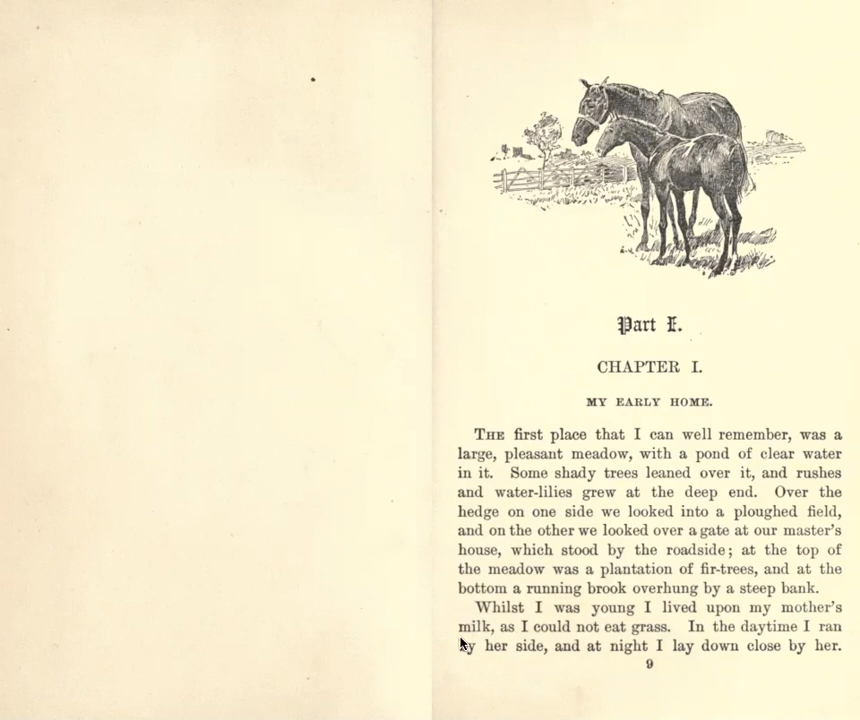 Part I.
CHAPTER I.
MY EARLY HOME.
THE first place that I can well remember, was a
large, pleasant meadow, with a pond of clear water
in it. Some shady trees leaned over it, and rushes
and water-lilies grew at the deep end. Over the
hedge on one side we looked into a ploughed field,
and on the other we looked over a gate at our master's
house, which stood by the roadside; at the top of
the meadow was a plantation of fir-trees, and at the
bottom a running brook overhung by a steep bank.
Whilst I was young I lived upon my mother's
milk, as I could not eat grass. In the daytime I ran
by her side, and at night I lay down close by her.
9